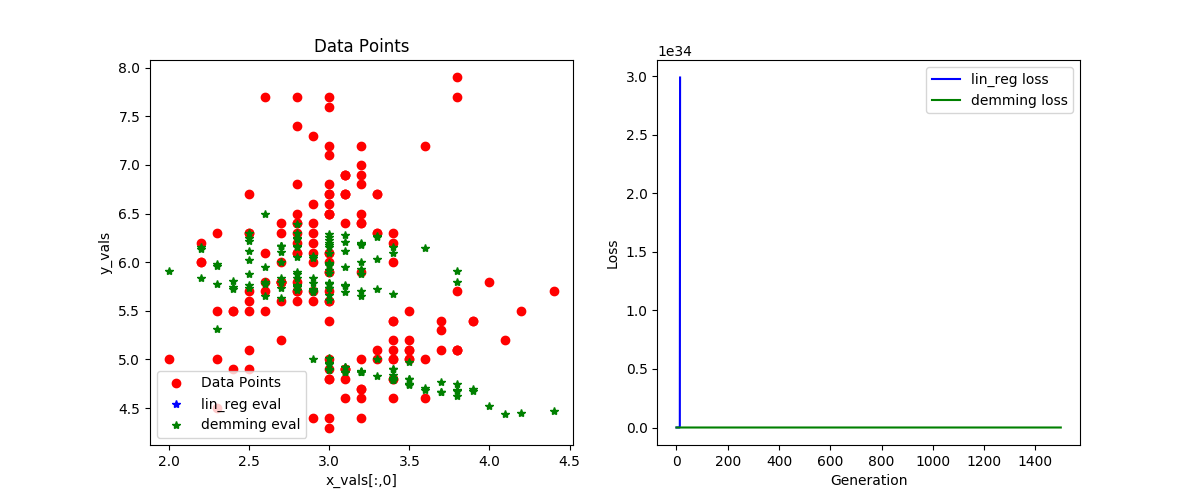 Data Points
8.0
7.5
7.0
6.5
6.0
5.5
5.0
4.5
y_vals
2.0 2.5 3.0 3.5 4.0 4.5
x_vals[:,0]
Data Points
lin_reg eval
demming eval
1e34
3.0
2.5
2.0
1.5
1.0
0.5
0.0
Loss
0 200 400 600 800 1000 1200 1400
Generation
lin_reg loss
demming loss